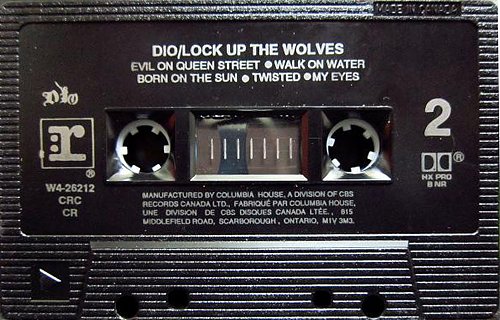 MADE IN CANADA
DIO/LOCK UP THE WOLVES
EVIL ON QUEEN STREET ● WALK ON WATER
BORN ON THE SUN ● TWISTED ● MY EYES
Dio
r ®
2
W4-26212
CRC
CR
HX PRO
B NR
MANUFACTURED BY COLUMBIA HOUSE, A DIVISION OF CBS
RECORDS CANADA LTD., FABRIQUÉ PAR COLUMBIA HOUSE,
UNE DIVISION DE CBS DISQUES CANADA LTÉE., 815
MIDDLEFIELD ROAD, SCARBOROUGH, ONTARIO, M1V 3M3.